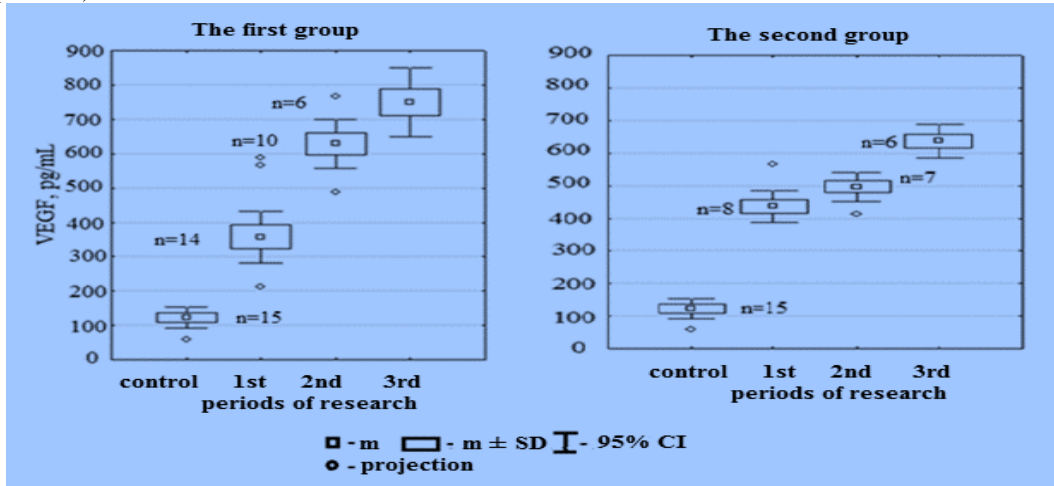 The first group
900
800
700
600
500
400
300
200
100
0
VEGF, pg/mL
n=6
n=10
n=14
n=15
control 1st 2nd 3rd
periods of research
The second group
900
800
700
600
500
400
300
200
100
0
n=6
n=7
n=8
n=15
control 1st 2nd 3rd
periods of research
- m - m ± SD - 95% CI
- projection